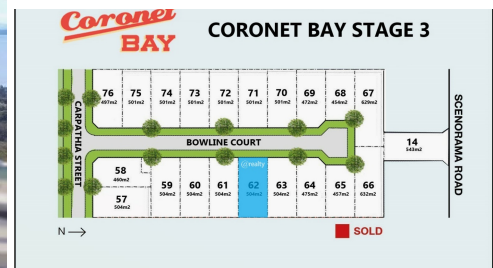 Coronet
BAY
CORONET BAY STAGE 3
76
497m2
75
501m2
74
501m2
73
501m2
72
501m2
71
501m2
70
501m2
69
472m2
68
454m2
67
629m2
CARPATHIA STREET
BOWLINE COURT
14
543m2
SCENORAMA ROAD
realty
58
460m2
57
504m2
59
504m2
60
504m2
61
504m2
62
504m2
63
504m2
64
475m2
65
457m2
66
632m2
N
SOLD